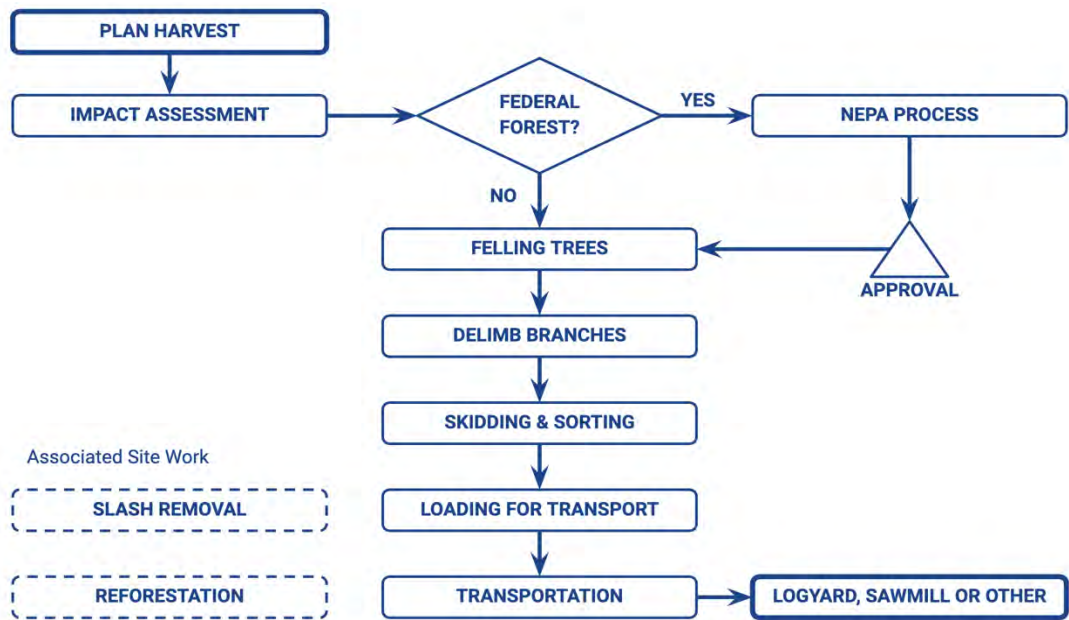 PLAN HARVEST
IMPACT ASSESSMENT
FEDERAL
FOREST?
YES
NEPA PROCESS
NO
FELLING TREES
APPROVAL
DELIMB BRANCHES
SKIDDING & SORTING
Associated Site Work
SLASH REMOVAL
LOADING FOR TRANSPORT
REFORESTATION
TRANSPORTATION
LOGYARD, SAWMILL OR OTHER